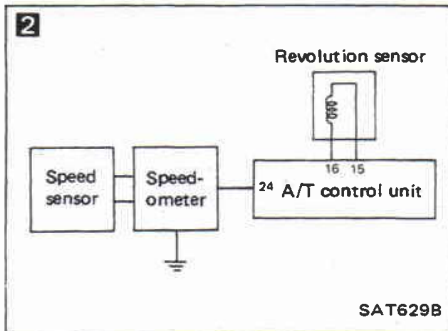 2
Revolution sensor
16 15
Speed
sensor
Speed-
ometer
24 A/T control unit
SAT629B